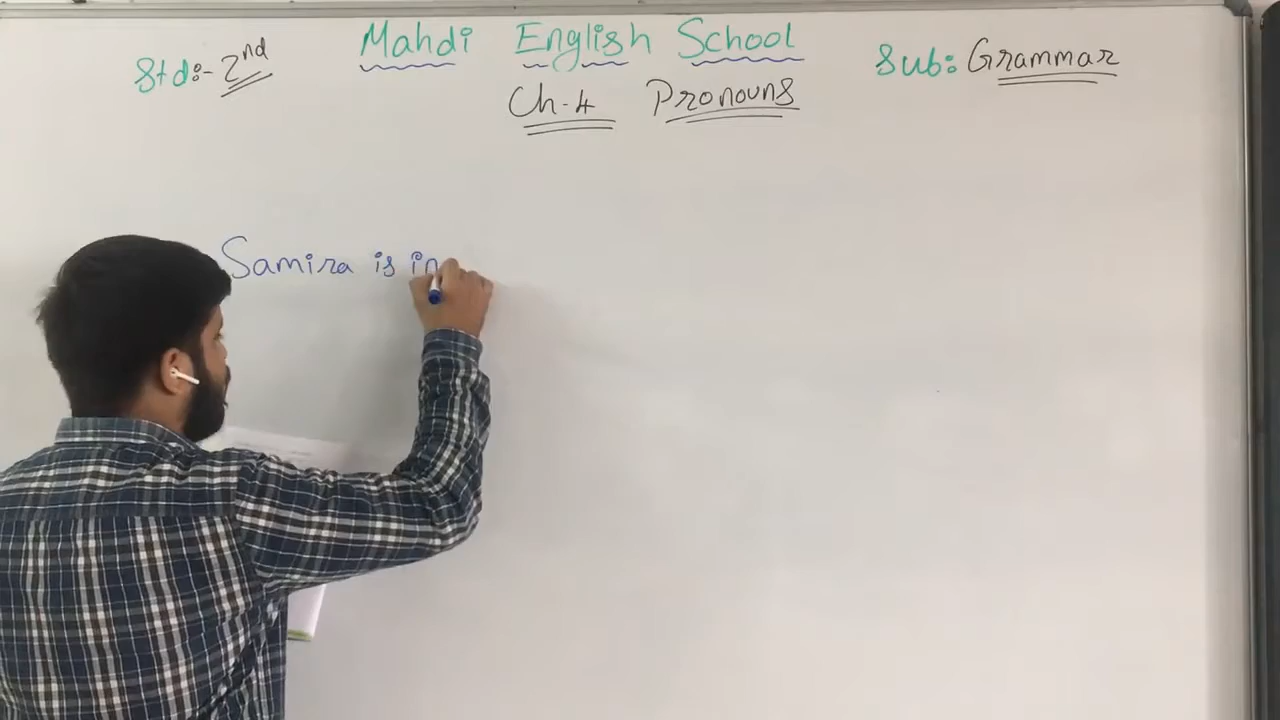 Mahdi English School
Std:- 2nd
Sub: Grammar
Ch-4 Pronouns
Samira is in